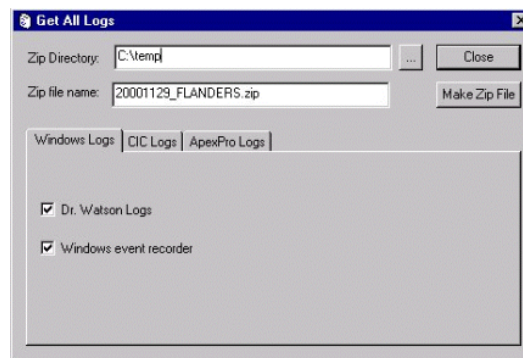 Get All Logs
Zip Directory: C:\temp ... Close
Zip file name: 20001129_FLANDERS.zip Make Zip File
Windows Logs CIC Logs ApexPro Logs
Dr. Watson Logs
Windows event recorder